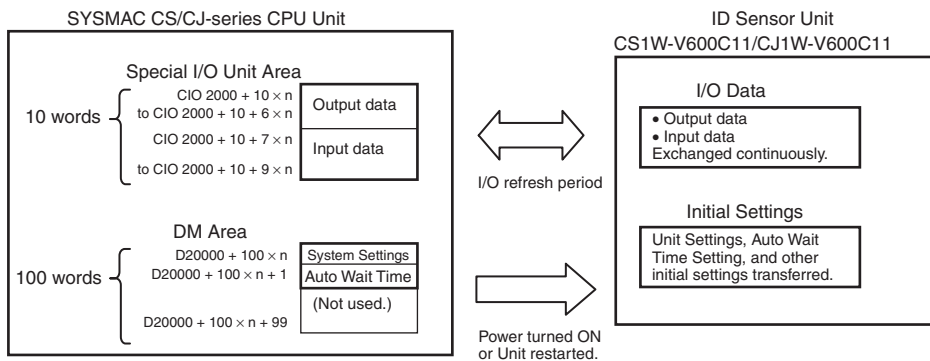 SYSMAC CS/CJ-series CPU Unit
ID Sensor Unit
CS1W-V600C11/CJ1W-V600C11
Special I/O Unit Area
10 words
CIO 2000 + 10 × n
to CIO 2000 + 10 + 6 × n
CIO 2000 + 10 + 7 × n
to CIO 2000 + 10 + 9 × n
Output data
Input data
I/O refresh period
I/O Data
• Output data
• Input data
Exchanged continuously.
DM Area
100 words
D20000 + 100 × n
D20000 + 100 × n + 1
D20000 + 100 × n + 99
System Settings
Auto Wait Time
(Not used.)
Power turned ON
or Unit restarted.
Initial Settings
Unit Settings, Auto Wait
Time Setting, and other
initial settings transferred.